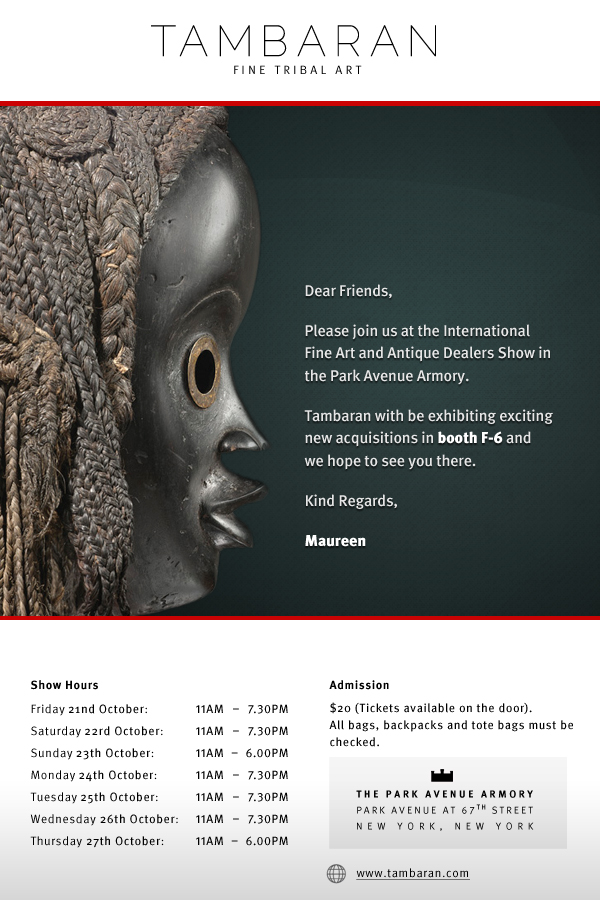 TAMBARAN
FINE TRIBAL ART
Dear Friends,
Please join us at the International
Fine Art and Antique Dealers Show in
the Park Avenue Armory.
Tambaran with be exhibiting exciting
new acquisitions in booth F-6 and
we hope to see you there.
Kind Regards,
Maureen
Show Hours
Friday 21nd October: 11AM – 7.30PM
Saturday 22rd October: 11AM – 7.30PM
Sunday 23th October: 11AM – 6.00PM
Monday 24th October: 11AM – 7.30PM
Tuesday 25th October: 11AM – 7.30PM
Wednesday 26th October: 11AM – 7.30PM
Thursday 27th October: 11AM – 6.00PM
Admission
$20 (Tickets available on the door).
All bags, backpacks and tote bags must be
checked.
THE PARK AVENUE ARMORY
PARK AVENUE AT 67TH STREET
NEW YORK, NEW YORK
www.tambaran.com